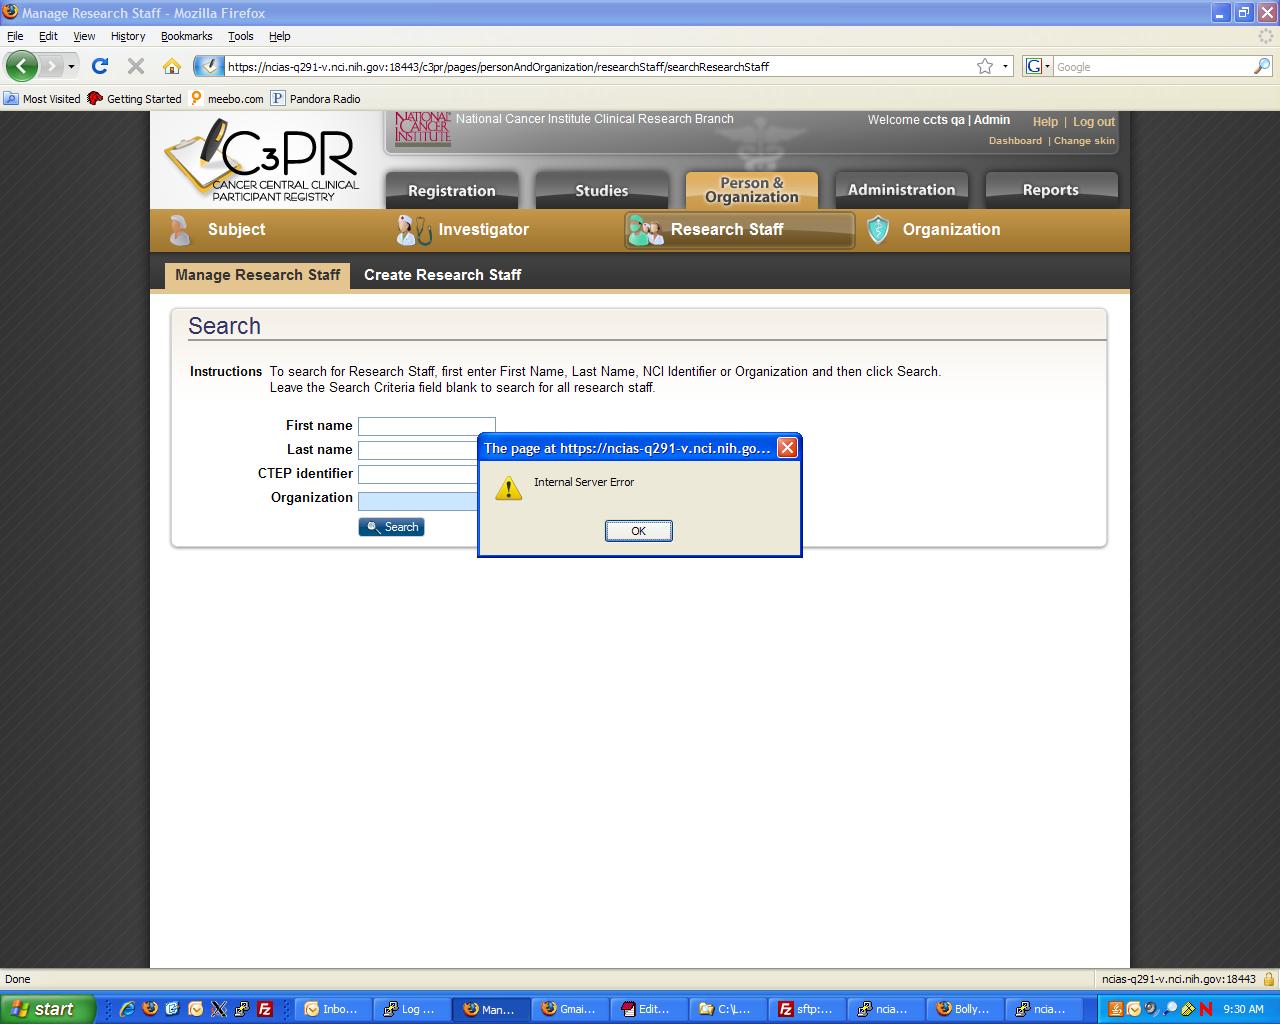 Manage Research Staff - Mozilla Firefox
File Edit View History Bookmarks Tools Help
https://ncias-q291-v.nci.nih.gov:18443/c3pr/pages/personAndOrganization/researchStaff/searchResearchStaff
G Google
Most Visited Getting Started meebo.com P Pandora Radio
NATIONAL CANCER INSTITUTE
National Cancer Institute Clinical Research Branch
Welcome ccts qa | Admin Help | Log out
Dashboard | Change skin
C3PR
CANCER CENTRAL CLINICAL
PARTICIPANT REGISTRY
Registration Studies Person & Organization Administration Reports
Subject Investigator Research Staff Organization
Manage Research Staff Create Research Staff
Search
Instructions To search for Research Staff, first enter First Name, Last Name, NCI Identifier or Organization and then click Search.
Leave the Search Criteria field blank to search for all research staff.
First name
Last name
CTEP identifier
Organization
Search
The page at https://ncias-q291-v.nci.nih.go...
Internal Server Error
OK
Done ncias-q291-v.nci.nih.gov:18443
start Inbo... Log ... Man... Gmai... Edit... C:\L... sftp:... ncia... Bolly... ncia... 9:30 AM